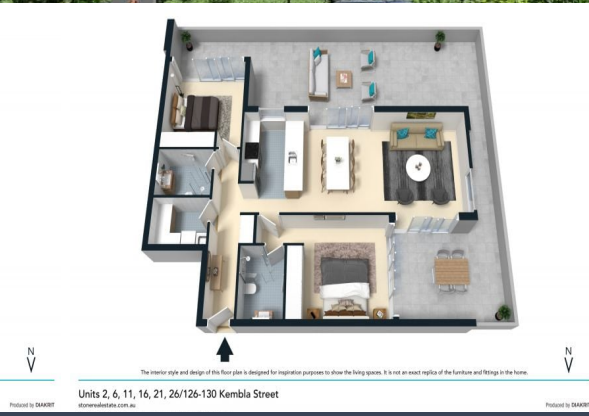 N
N
The interior style and design of this floor plan is designed for inspiration purposes to show the living spaces. It is not an exact replica of the furniture and fittings in the home.
Units 2, 6, 11, 16, 21, 26/126-130 Kembla Street
Produced by DIAKRIT
stonerealestate.com.au
Produced by DIAKRIT